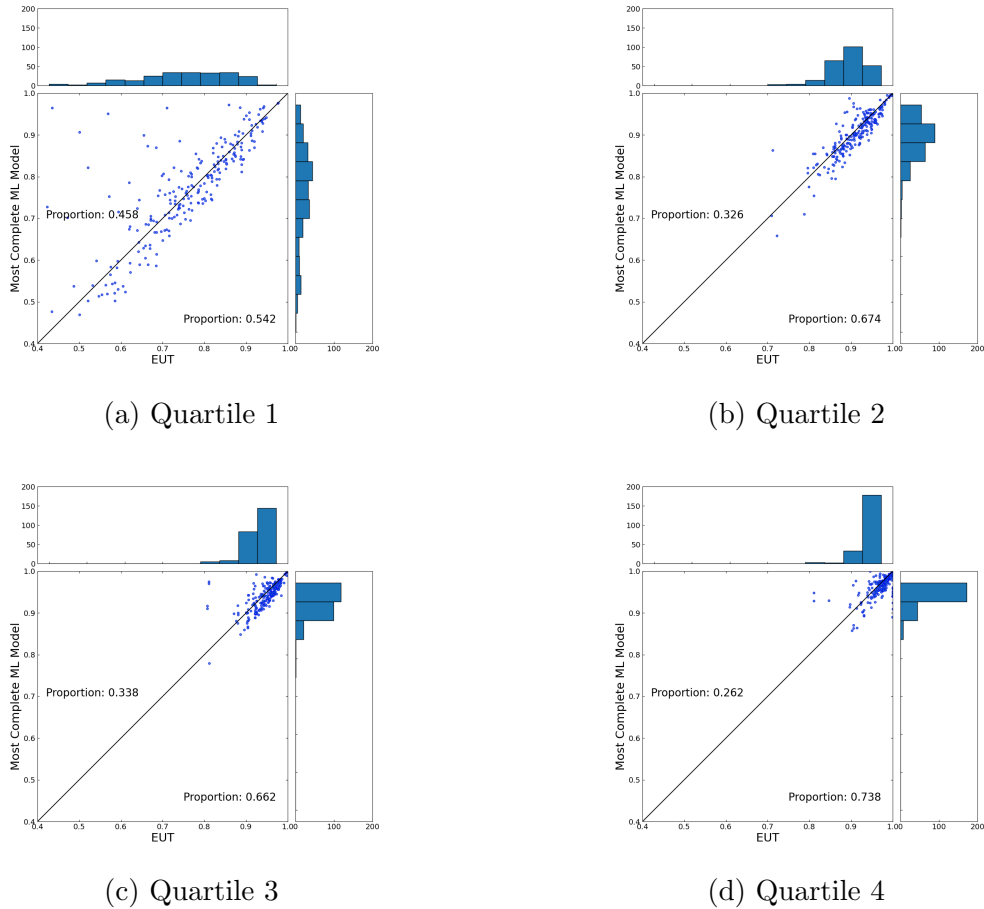 200
150
100
50
0
1.0
0.9
0.8
0.7
0.6
0.5
0.4
Most Complete ML Model
Proportion: 0.458
Proportion: 0.542
0.4 0.5 0.6 0.7 0.8 0.9 1.0
100 200
EUT
(a) Quartile 1
200
150
100
50
0
1.0
0.9
0.8
0.7
0.6
0.5
0.4
Most Complete ML Model
Proportion: 0.326
Proportion: 0.674
0.4 0.5 0.6 0.7 0.8 0.9 1.0
100 200
EUT
(b) Quartile 2
200
150
100
50
0
1.0
0.9
0.8
0.7
0.6
0.5
0.4
Most Complete ML Model
Proportion: 0.338
Proportion: 0.662
0.4 0.5 0.6 0.7 0.8 0.9 1.0
100 200
EUT
(c) Quartile 3
200
150
100
50
0
1.0
0.9
0.8
0.7
0.6
0.5
0.4
Most Complete ML Model
Proportion: 0.262
Proportion: 0.738
0.4 0.5 0.6 0.7 0.8 0.9 1.0
100 200
EUT
(d) Quartile 4